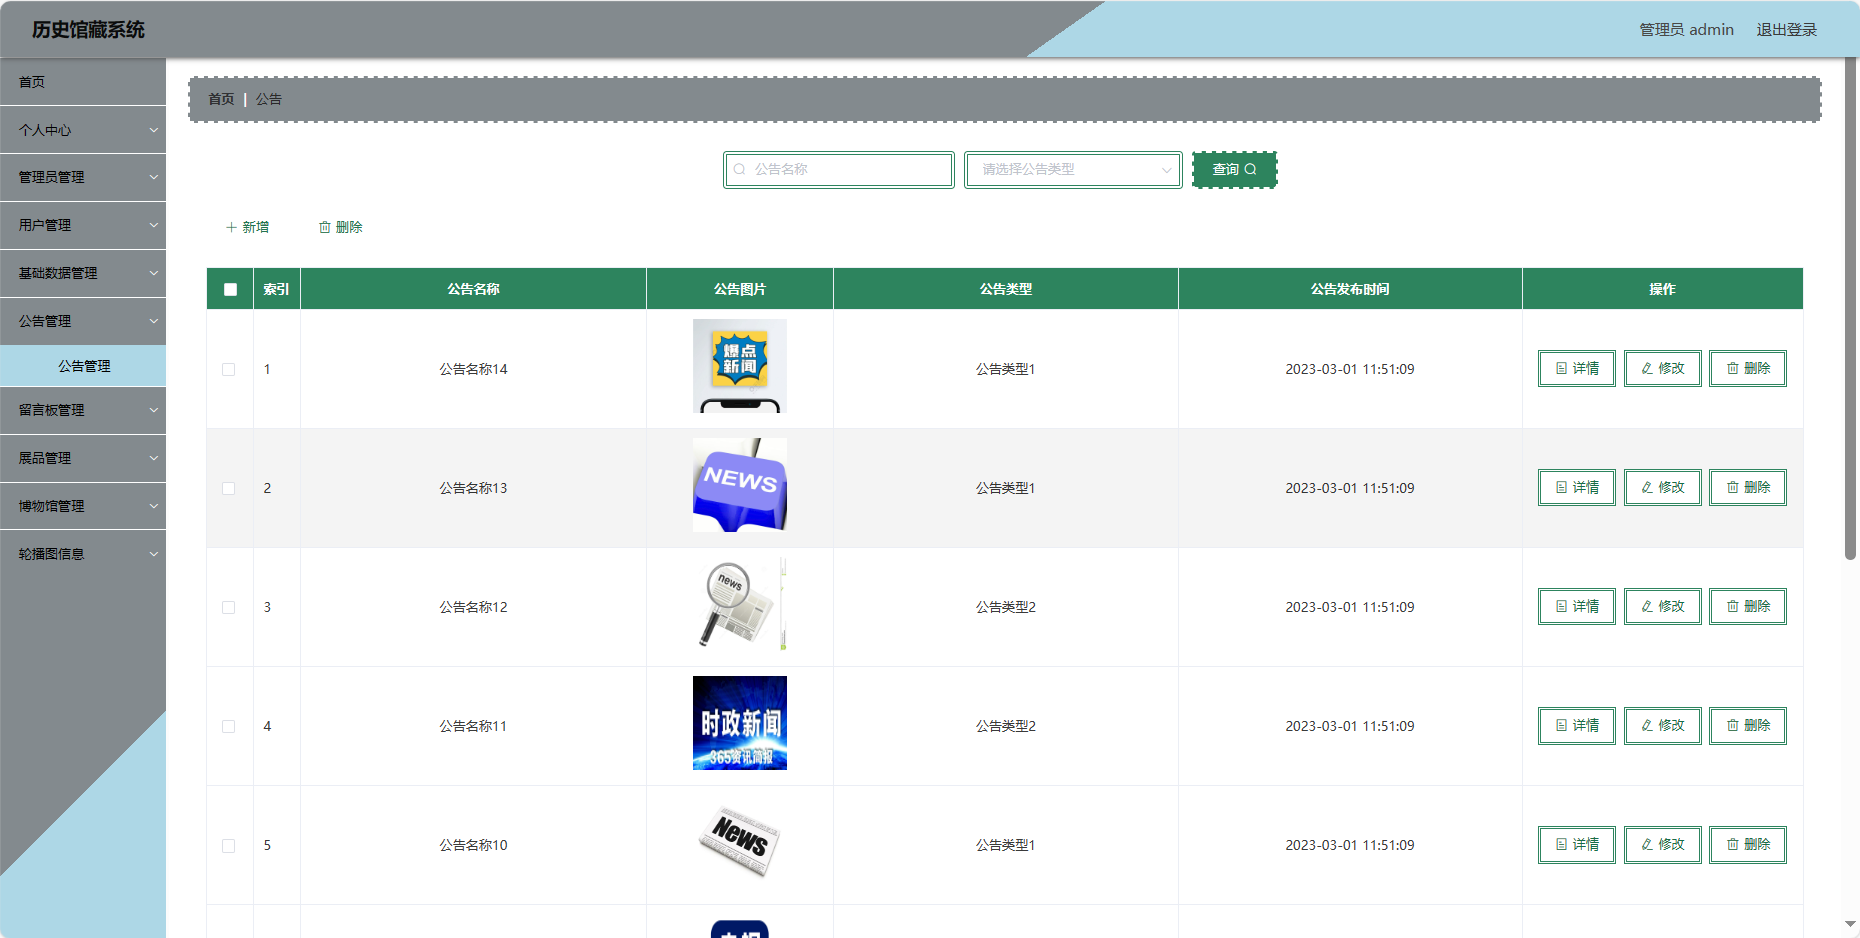 历史馆藏系统
管理员 admin 退出登录
首页
个人中心
管理员管理
用户管理
基础数据管理
公告管理
公告管理
留言板管理
展品管理
博物馆管理
轮播图信息
首页 | 公告
公告名称 请选择公告类型 查询
新增 删除
索引 公告名称 公告图片 公告类型 公告发布时间 操作
爆点
新闻
1 公告名称14 公告类型1 2023-03-01 11:51:09 详情 修改 删除
NEWS
2 公告名称13 公告类型1 2023-03-01 11:51:09 详情 修改 删除
news
3 公告名称12 公告类型2 2023-03-01 11:51:09 详情 修改 删除
时政新闻
365资讯简报
4 公告名称11 公告类型2 2023-03-01 11:51:09 详情 修改 删除
News
5 公告名称10 公告类型1 2023-03-01 11:51:09 详情 修改 删除